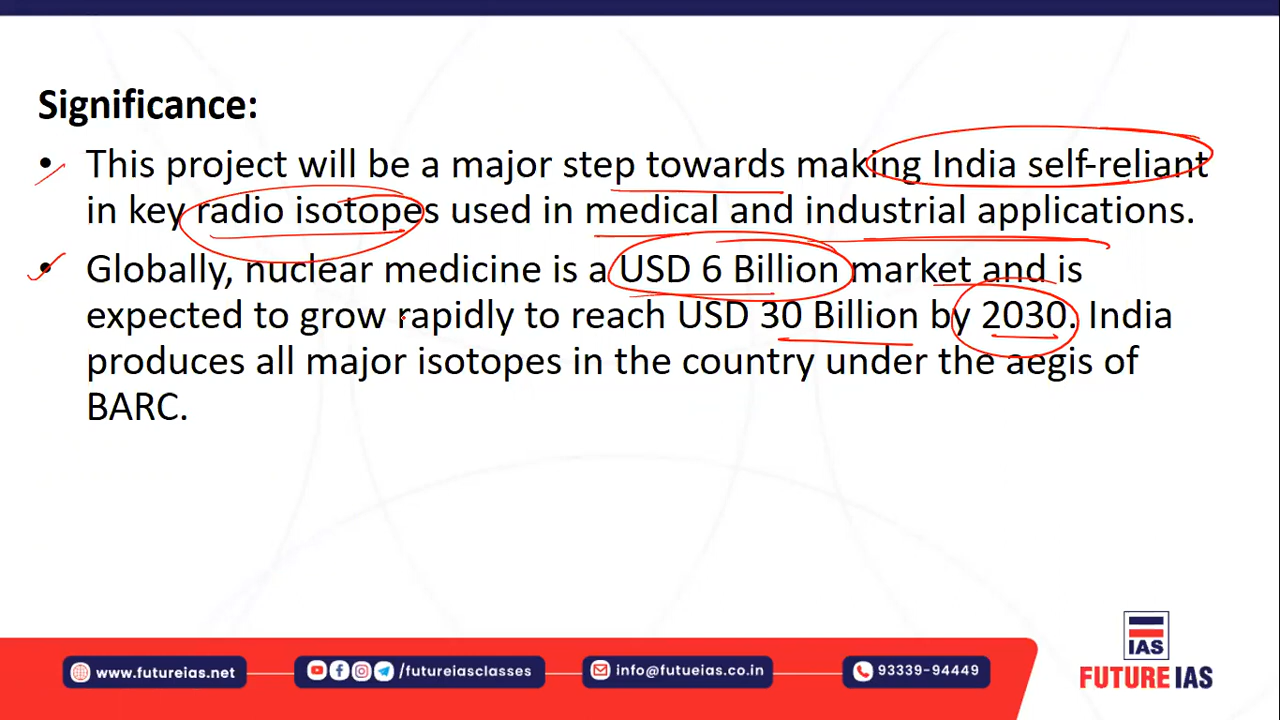 Significance:
• This project will be a major step towards making India self-reliant
in key radio isotopes used in medical and industrial applications.
• Globally, nuclear medicine is a USD 6 Billion market and is
expected to grow rapidly to reach USD 30 Billion by 2030. India
produces all major isotopes in the country under the aegis of
BARC.
www.futureias.net
/futureiasclasses
info@futueias.co.in
93339-94449
IAS
FUTURE IAS